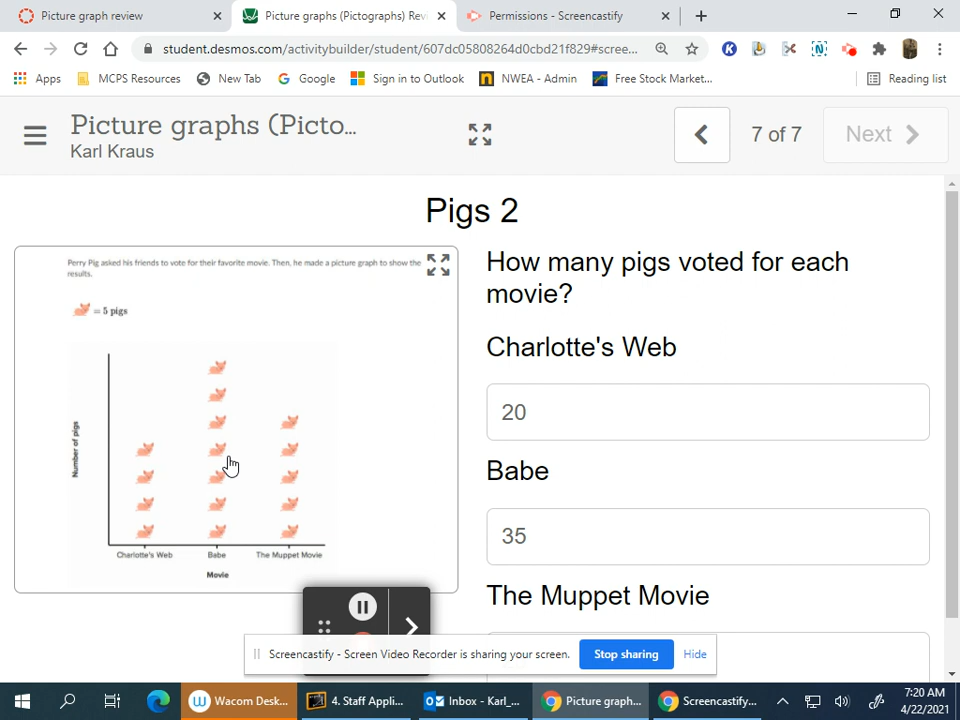 Picture graph review
Picture graphs (Pictographs) Rev
Permissions - Screencastify
student.desmos.com/activitybuilder/student/607dc05808264d0cbd21f829#scree...
Apps
MCPS Resources
New Tab
Google
Sign in to Outlook
NWEA - Admin
Free Stock Market...
Reading list
Picture graphs (Picto...
Karl Kraus
7 of 7
Next
Pigs 2
Perry Pig asked his friends to vote for their favorite movie. Then, he made a picture graph to show the
results.
= 5 pigs
Number of pigs
Charlotte's Web
Babe
The Muppet Movie
Movie
How many pigs voted for each
movie?
Charlotte's Web
20
Babe
35
The Muppet Movie
Screencastify - Screen Video Recorder is sharing your screen.
Stop sharing
Hide
Wacom Desk...
4. Staff Appli...
Inbox - Karl_...
Picture graph...
Screencastify...
7:20 AM
4/22/2021